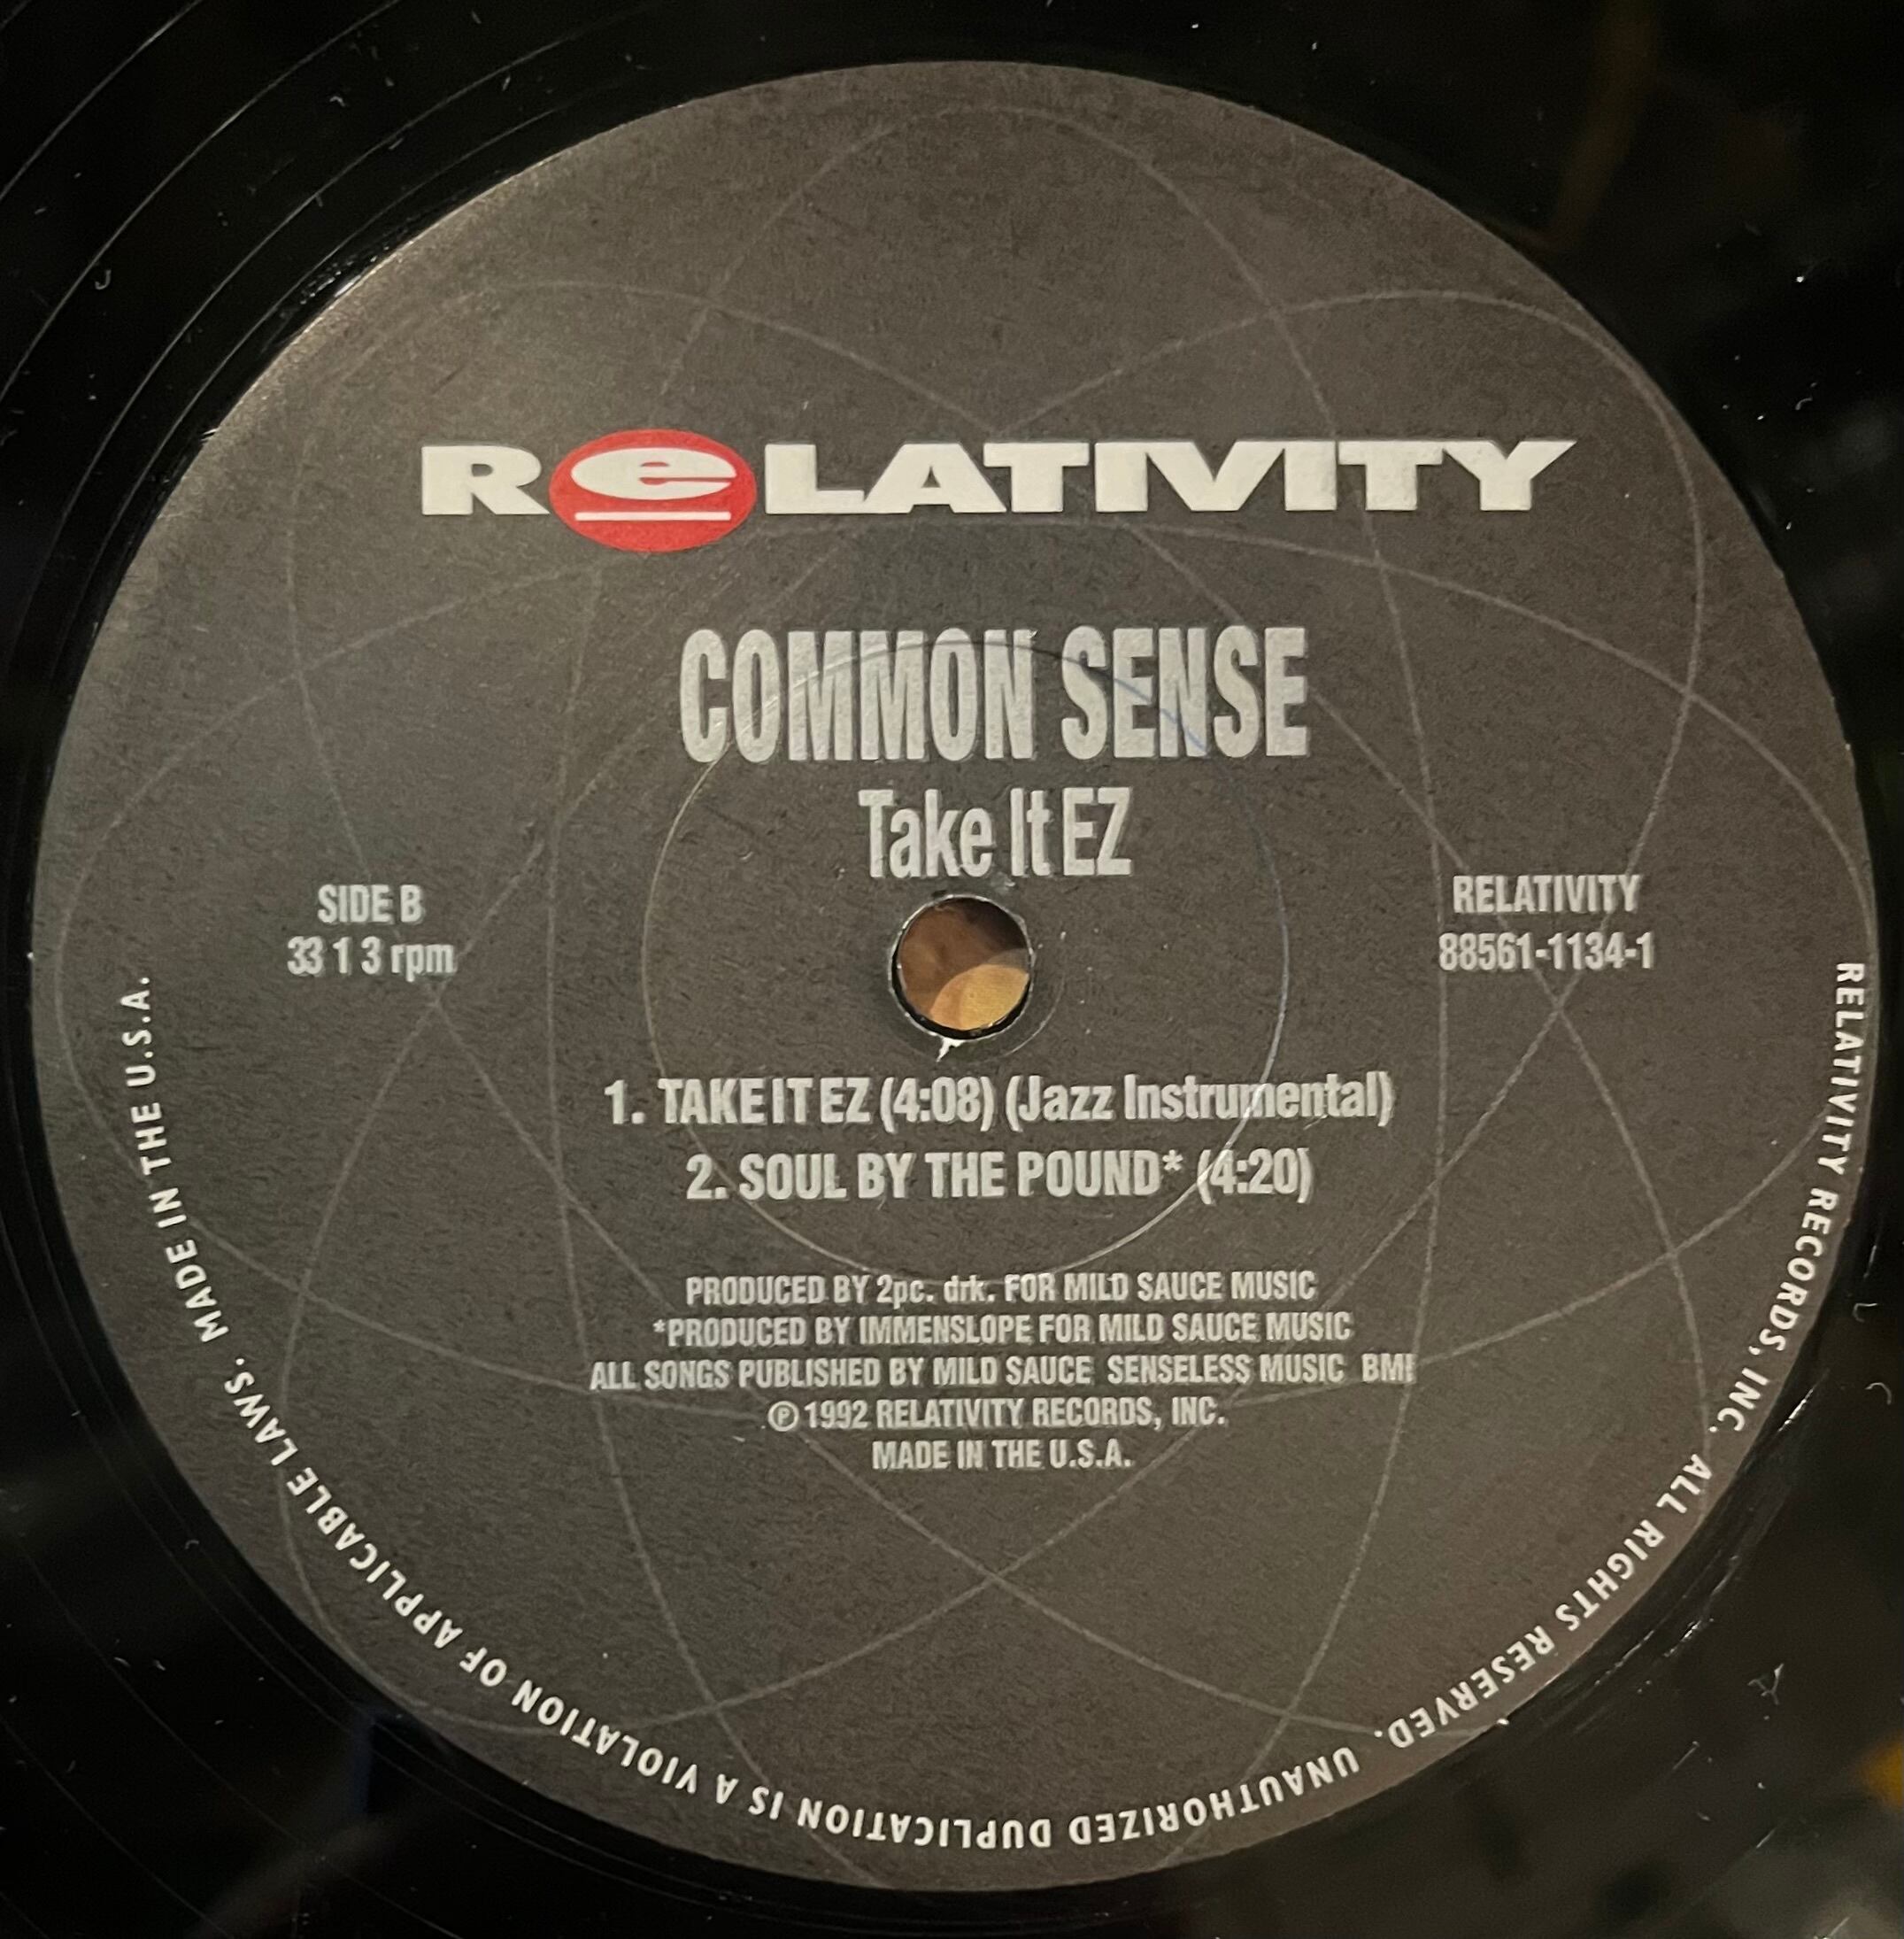 ReLATIVITY
COMMON SENSE
Take It EZ
SIDE B
33 1 3 rpm
RELATIVITY
88561-1134-1
1. TAKE IT EZ (4:08) (Jazz Instrumental)
2. SOUL BY THE POUND* (4:20)
PRODUCED BY 2pc. drk. FOR MILD SAUCE MUSIC
*PRODUCED BY IMMENSLOPE FOR MILD SAUCE MUSIC
ALL SONGS PUBLISHED BY MILD SAUCE SENSELESS MUSIC BMI
℗ 1992 RELATIVITY RECORDS, INC.
MADE IN THE U.S.A.
RELATIVITY RECORDS, INC. ALL RIGHTS RESERVED. UNAUTHORIZED DUPLICATION IS A VIOLATION OF APPLICABLE LAWS. MADE IN THE U.S.A.